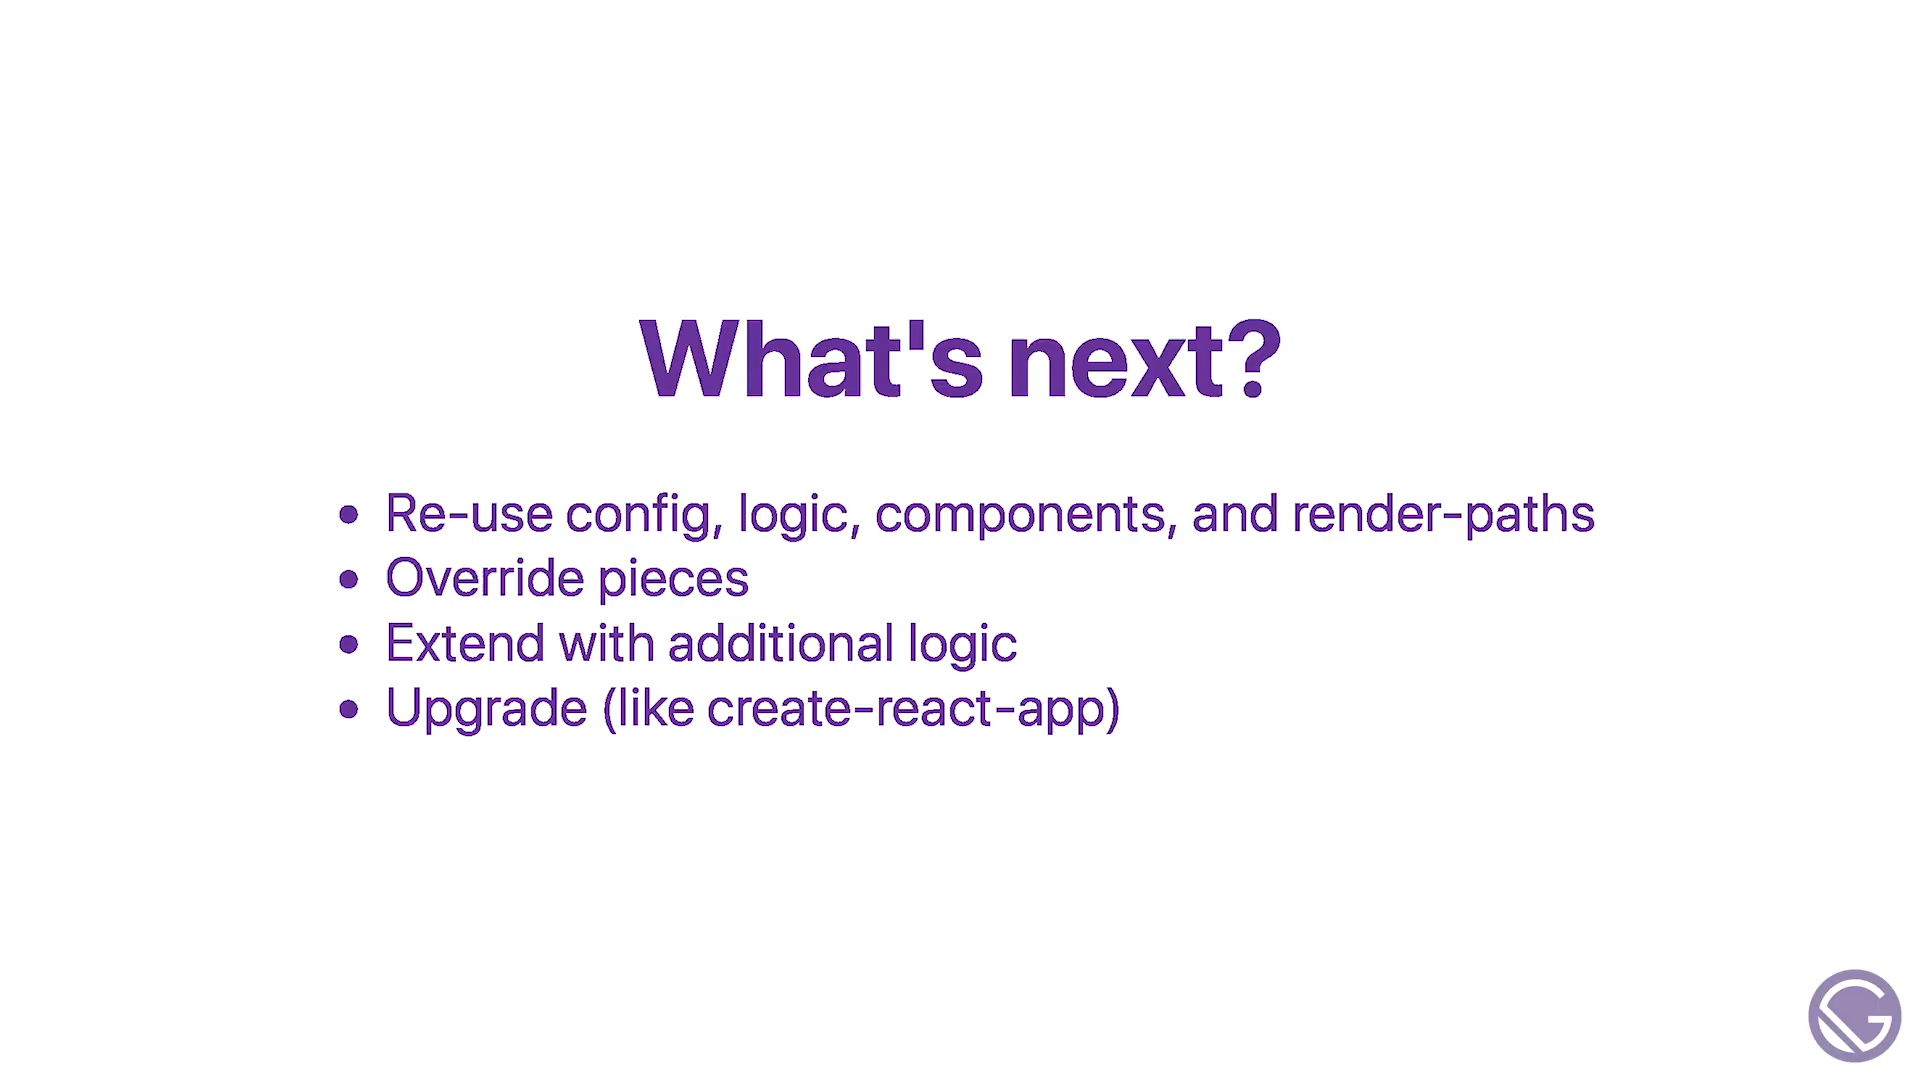 What's next?
Re-use config, logic, components, and render-paths
Override pieces
Extend with additional logic
Upgrade (like create-react-app)